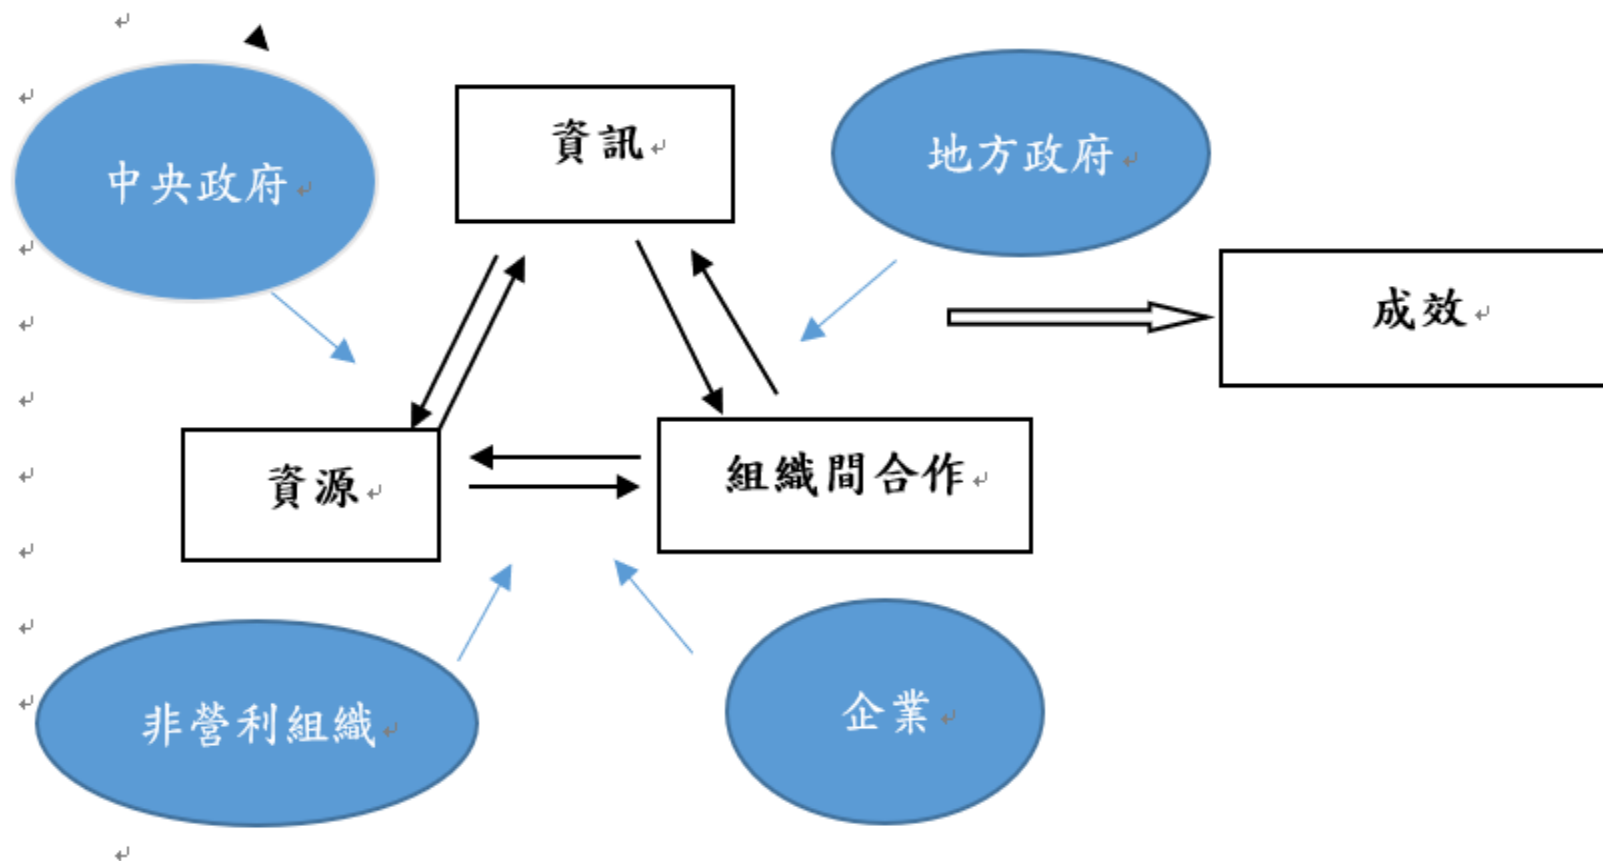 中央政府
資訊
地方政府
成效
資源
組織間合作
非營利組織
企業